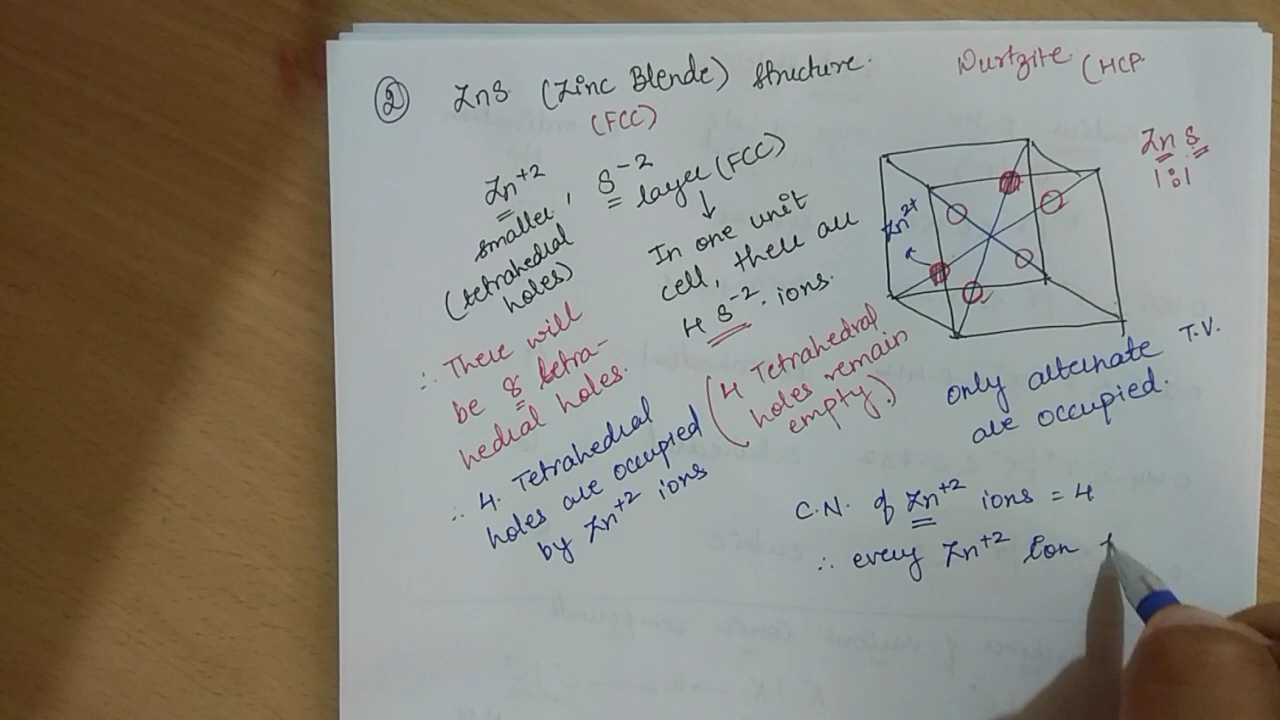 ② ZnS (Zinc Blende) Structure.
(FCC)
Wurtzite (HCP
Zn+2
smaller,
(tetrahedral
holes)
S-2
layer (FCC)
↓
In one unit
cell, there are
4 S-2 ions.
∴ There will
be 8 tetra-
hedral holes.
∴ 4 Tetrahedral
holes are occupied
by Zn+2 ions
(4 Tetrahedral
holes remain
empty.)
Zn2+
Zn S
1:1
only alternate T.V.
are occupied.
C.N. of Zn+2 ions = 4
∴ every Zn+2 ion